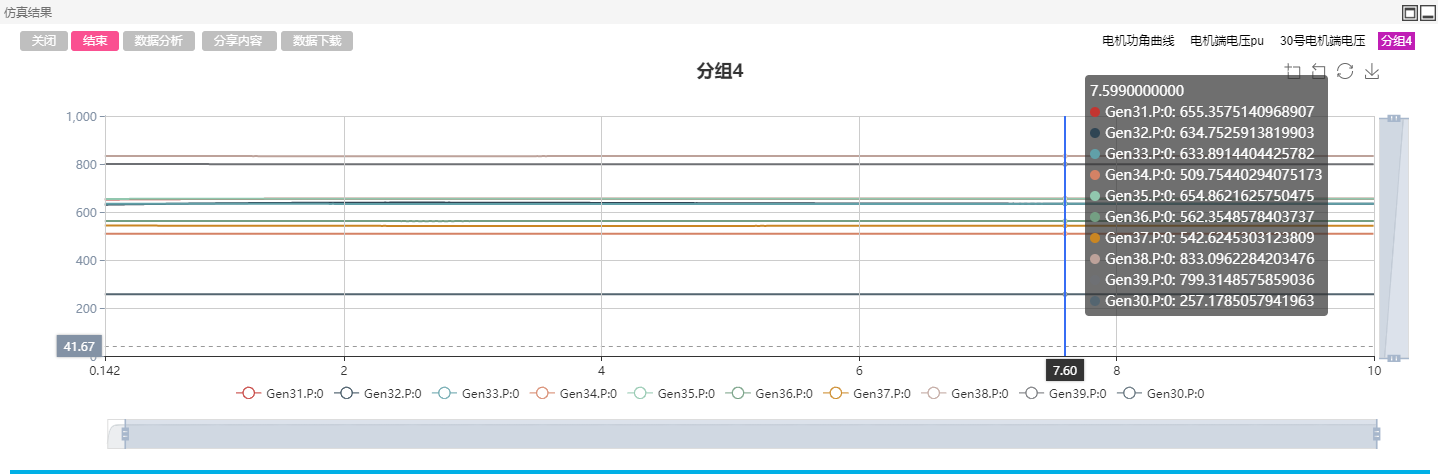 仿真结果
关闭 结束 数据分析 分享内容 数据下载 电机功角曲线 电机端电压pu 30号电机端电压 分组4
分组4
7.5990000000
Gen31.P:0: 655.3575140968907
Gen32.P:0: 634.7525913819903
Gen33.P:0: 633.8914404425782
Gen34.P:0: 509.75440294075173
Gen35.P:0: 654.8621625750475
Gen36.P:0: 562.3548578403737
Gen37.P:0: 542.6245303123809
Gen38.P:0: 833.0962284203476
Gen39.P:0: 799.3148575859036
Gen30.P:0: 257.1785057941963
1,000
800
600
400
200
0
41.67
0.142 2 4 6 7.60 8 10
Gen31.P:0 Gen32.P:0 Gen33.P:0 Gen34.P:0 Gen35.P:0 Gen36.P:0 Gen37.P:0 Gen38.P:0 Gen39.P:0 Gen30.P:0